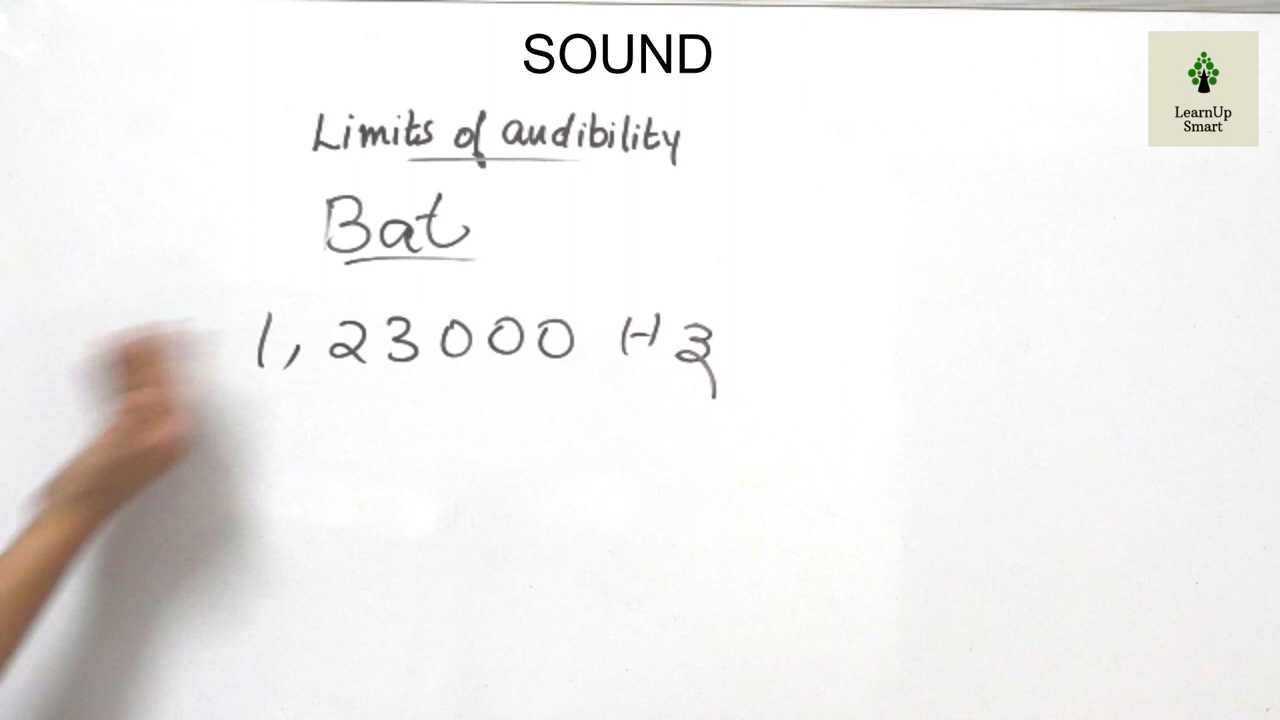 SOUND
LearnUp
Smart
Limits of audibility
Bat
1,23000 Hz